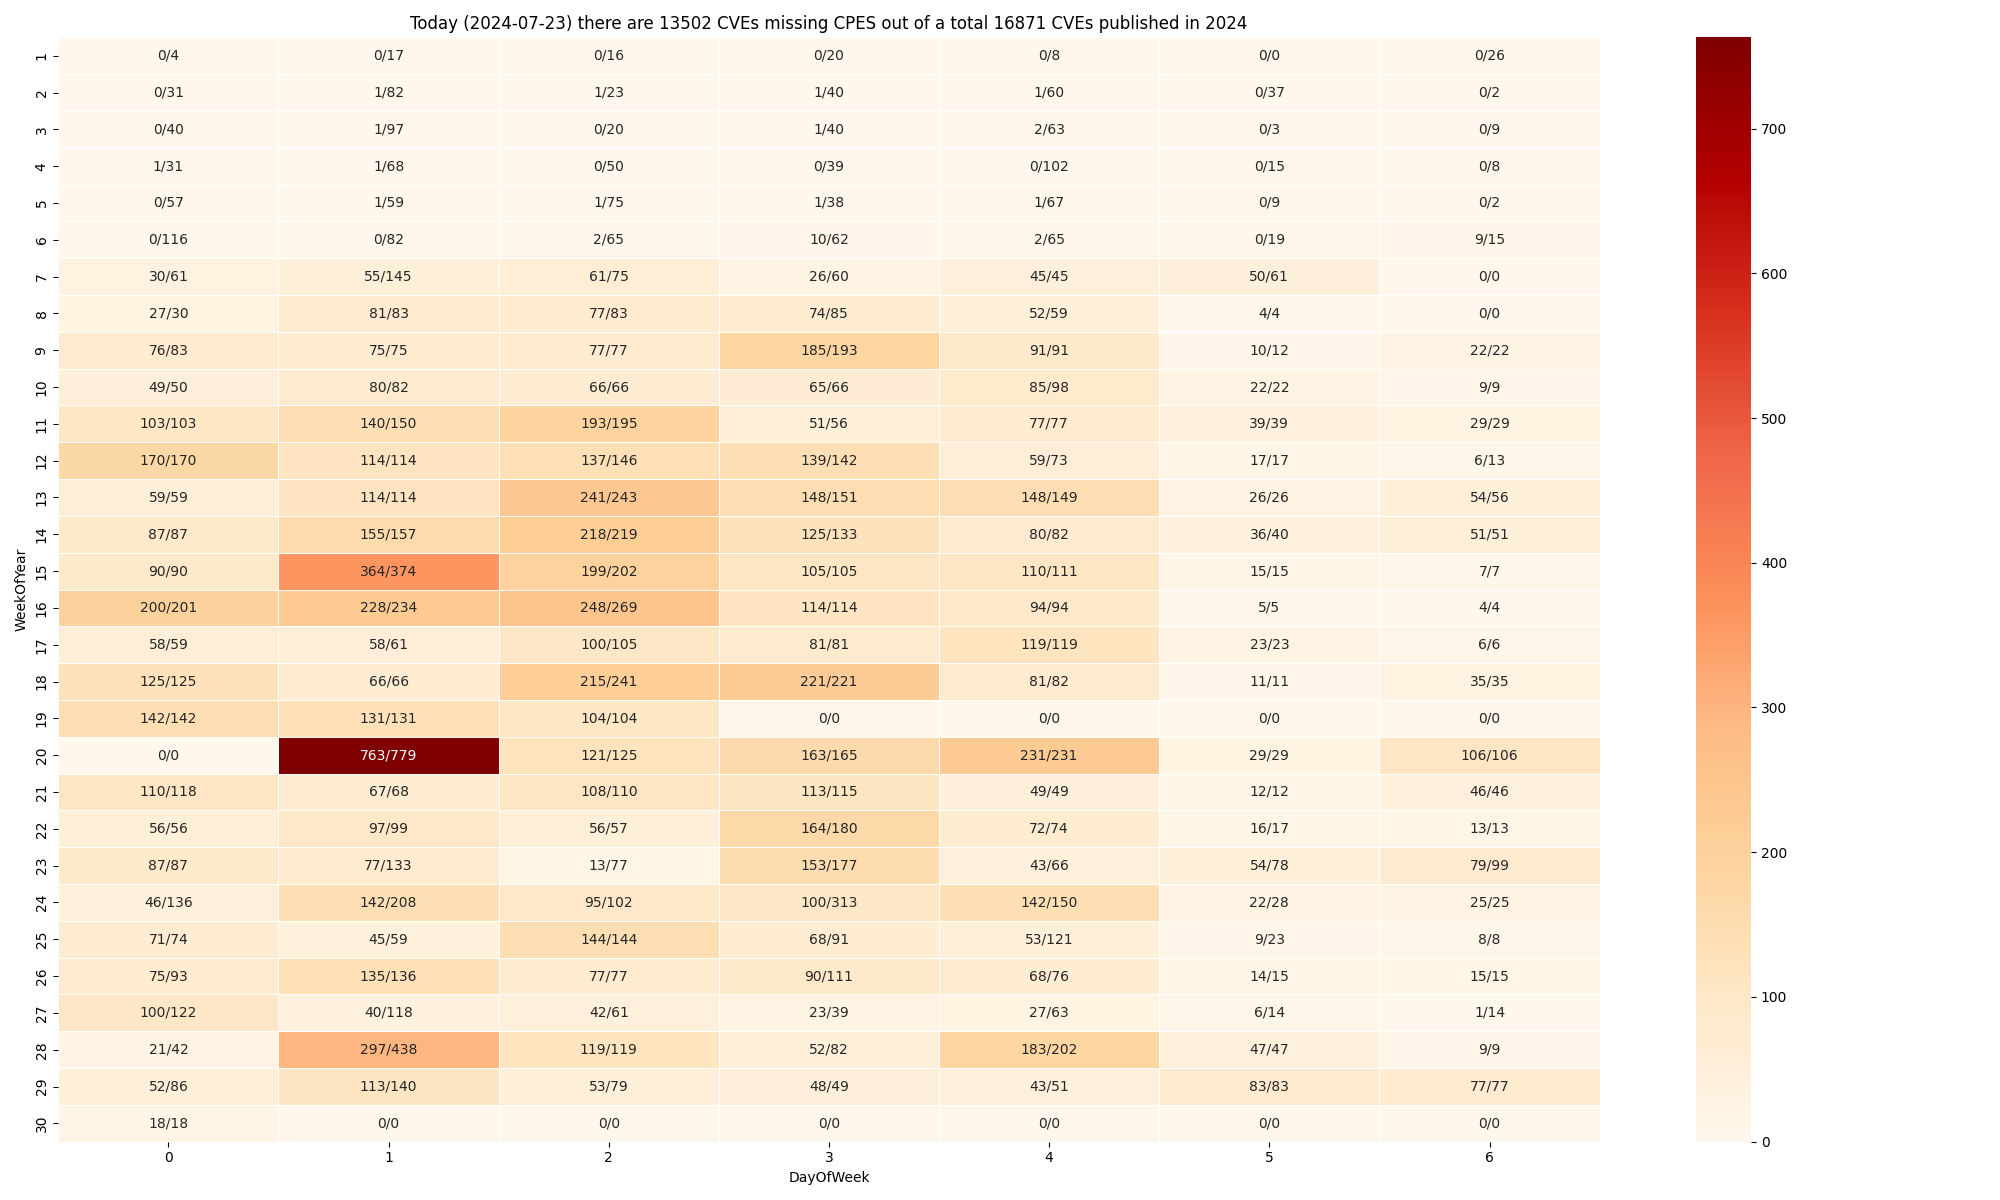 Today (2024-07-23) there are 13502 CVEs missing CPES out of a total 16871 CVEs published in 2024
WeekOfYear
1 0/4 0/17 0/16 0/20 0/8 0/0 0/26
2 0/31 1/82 1/23 1/40 1/60 0/37 0/2
3 0/40 1/97 0/20 1/40 2/63 0/3 0/9
4 1/31 1/68 0/50 0/39 0/102 0/15 0/8
5 0/57 1/59 1/75 1/38 1/67 0/9 0/2
6 0/116 0/82 2/65 10/62 2/65 0/19 9/15
7 30/61 55/145 61/75 26/60 45/45 50/61 0/0
8 27/30 81/83 77/83 74/85 52/59 4/4 0/0
9 76/83 75/75 77/77 185/193 91/91 10/12 22/22
10 49/50 80/82 66/66 65/66 85/98 22/22 9/9
11 103/103 140/150 193/195 51/56 77/77 39/39 29/29
12 170/170 114/114 137/146 139/142 59/73 17/17 6/13
13 59/59 114/114 241/243 148/151 148/149 26/26 54/56
14 87/87 155/157 218/219 125/133 80/82 36/40 51/51
15 90/90 364/374 199/202 105/105 110/111 15/15 7/7
16 200/201 228/234 248/269 114/114 94/94 5/5 4/4
17 58/59 58/61 100/105 81/81 119/119 23/23 6/6
18 125/125 66/66 215/241 221/221 81/82 11/11 35/35
19 142/142 131/131 104/104 0/0 0/0 0/0 0/0
20 0/0 763/779 121/125 163/165 231/231 29/29 106/106
21 110/118 67/68 108/110 113/115 49/49 12/12 46/46
22 56/56 97/99 56/57 164/180 72/74 16/17 13/13
23 87/87 77/133 13/77 153/177 43/66 54/78 79/99
24 46/136 142/208 95/102 100/313 142/150 22/28 25/25
25 71/74 45/59 144/144 68/91 53/121 9/23 8/8
26 75/93 135/136 77/77 90/111 68/76 14/15 15/15
27 100/122 40/118 42/61 23/39 27/63 6/14 1/14
28 21/42 297/438 119/119 52/82 183/202 47/47 9/9
29 52/86 113/140 53/79 48/49 43/51 83/83 77/77
30 18/18 0/0 0/0 0/0 0/0 0/0 0/0
0 1 2 3 4 5 6
DayOfWeek
700
600
500
400
300
200
100
0